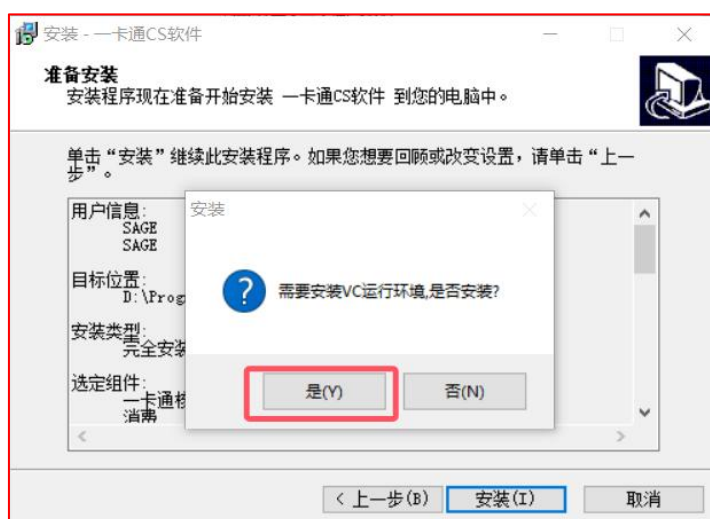 安装 - 一卡通CS软件
准备安装
安装程序现在准备开始安装 一卡通CS软件 到您的电脑中。
单击“安装”继续此安装程序。如果您想要回顾或改变设置，请单击“上一
步”。
用户信息:
SAGE
SAGE
目标位置:
D:\Prog
安装类型:
完全安装
选定组件:
一卡通核
消费
安装
需要安装VC运行环境,是否安装?
是(Y)
否(N)
< 上一步(B)
安装(I)
取消